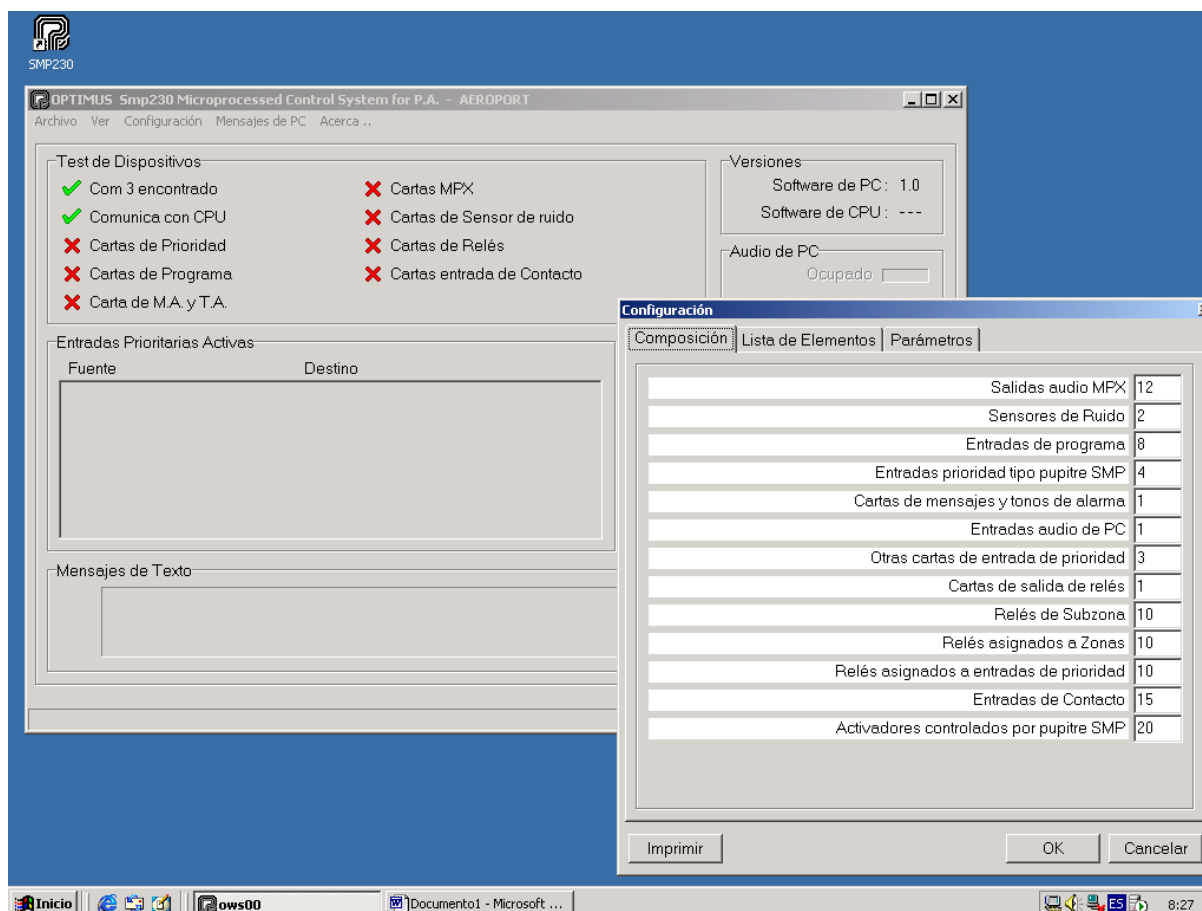 SMP230
OPTIMUS Smp230 Microprocessed Control System for P.A. - AEROPORT
Archivo Ver Configuración Mensajes de PC Acerca ..
Test de Dispositivos
Com 3 encontrado
Comunica con CPU
Cartas de Prioridad
Cartas de Programa
Carta de M.A. y T.A.
Cartas MPX
Cartas de Sensor de ruido
Cartas de Relés
Cartas entrada de Contacto
Versiones
Software de PC : 1.0
Software de CPU : ---
Audio de PC
Ocupado
Entradas Prioritarias Activas
Fuente Destino
Mensajes de Texto
Configuración
Composición Lista de Elementos Parámetros
Salidas audio MPX 12
Sensores de Ruido 2
Entradas de programa 8
Entradas prioridad tipo pupitre SMP 4
Cartas de mensajes y tonos de alarma 1
Entradas audio de PC 1
Otras cartas de entrada de prioridad 3
Cartas de salida de relés 1
Relés de Subzona 10
Relés asignados a Zonas 10
Relés asignados a entradas de prioridad 10
Entradas de Contacto 15
Activadores controlados por pupitre SMP 20
Imprimir OK Cancelar
Inicio ows00 Documento1 - Microsoft ... ES 8:27